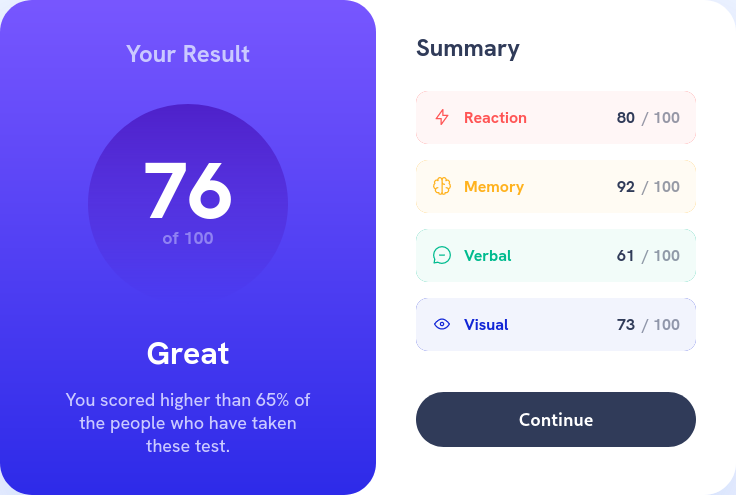 Your Result
76
of 100
Great
You scored higher than 65% of
the people who have taken
these test.
Summary
Reaction 80 / 100
Memory 92 / 100
Verbal 61 / 100
Visual 73 / 100
Continue